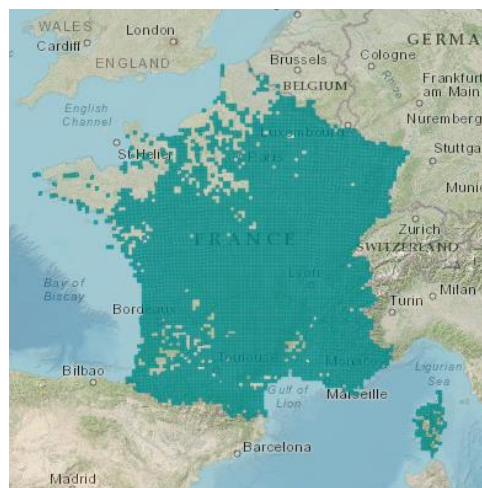 WALES
London
Cardiff
ENGLAND
GERMA
Cologne
Brussels
BELGIUM
Rhine
Frankfurt
am Main
English
Channel
Luxembourg
Nuremberg
St Helier
Paris
Stuttga
Munic
FRANCE
Zurich
SWITZERLAND
Lyon
Bay of
Biscay
Turin
Milan
Bordeaux
Toulouse
Monaco
Bilbao
Ligurian
Sea
Gulf of
Lion
Marseille
Barcelona
Madrid